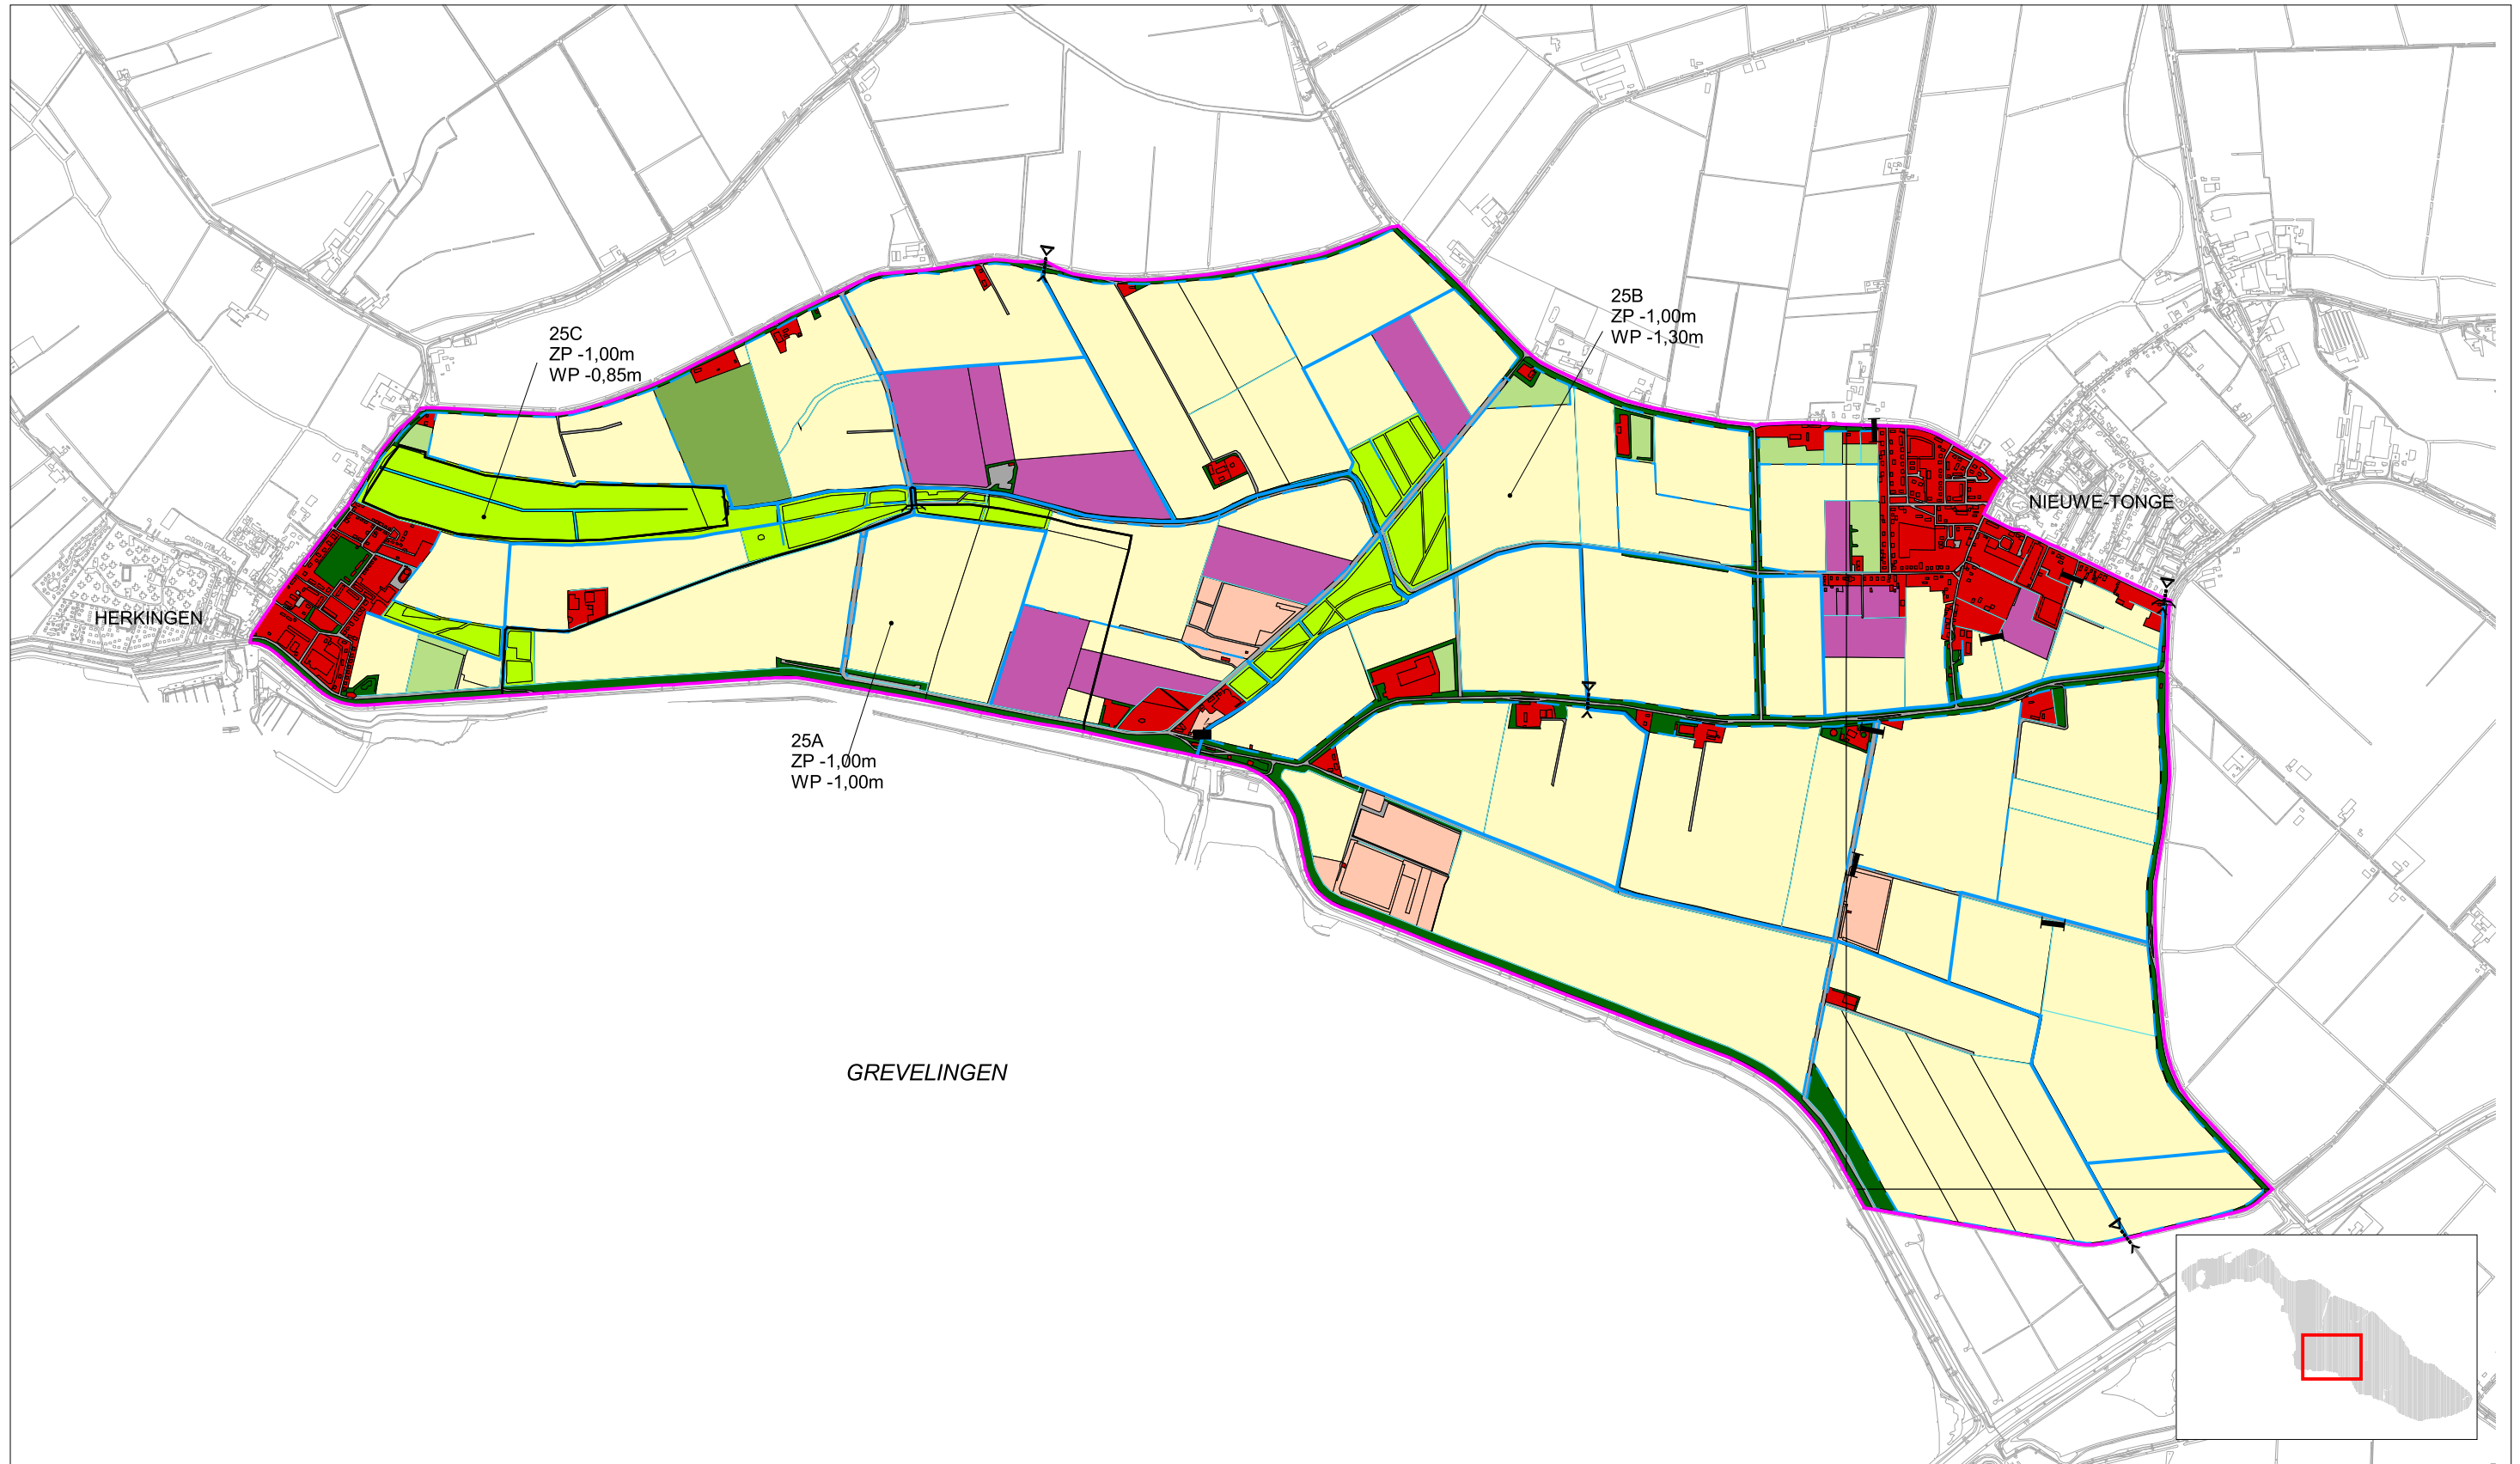 25B
ZP -1,00m
WP -1,30m
25C
ZP -1,00m
WP -0,85m
NIEUWE-TONGE
HERKINGEN
25A
ZP -1,00m
WP -1,00m
GREVELINGEN